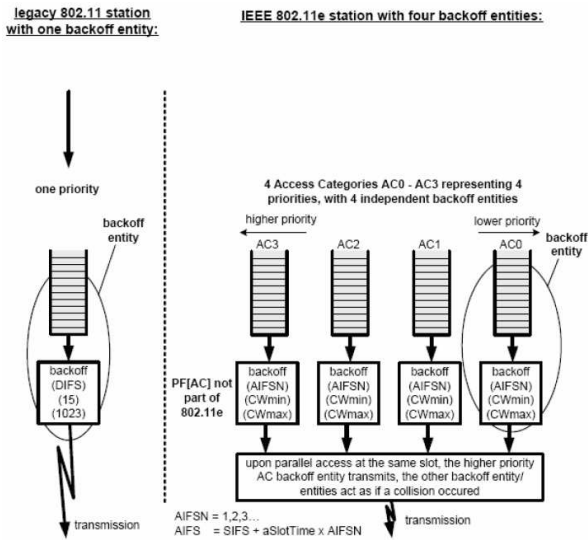 legacy 802.11 station
with one backoff entity:
IEEE 802.11e station with four backoff entities:
one priority
backoff
entity
backoff
(DIFS)
(15)
(1023)
transmission
4 Access Categories AC0 - AC3 representing 4
priorities, with 4 independent backoff entities
higher priority
lower priority
AC3
AC2
AC1
AC0
backoff
entity
PF[AC] not
part of
802.11e
backoff
(AIFSN)
(CWmin)
(CWmax)
backoff
(AIFSN)
(CWmin)
(CWmax)
backoff
(AIFSN)
(CWmin)
(CWmax)
backoff
(AIFSN)
(CWmin)
(CWmax)
upon parallel access at the same slot, the higher priority
AC backoff entity transmits, the other backoff entity/
entities act as if a collision occured
AIFSN = 1,2,3...
AIFS = SIFS + aSlotTime x AIFSN
transmission